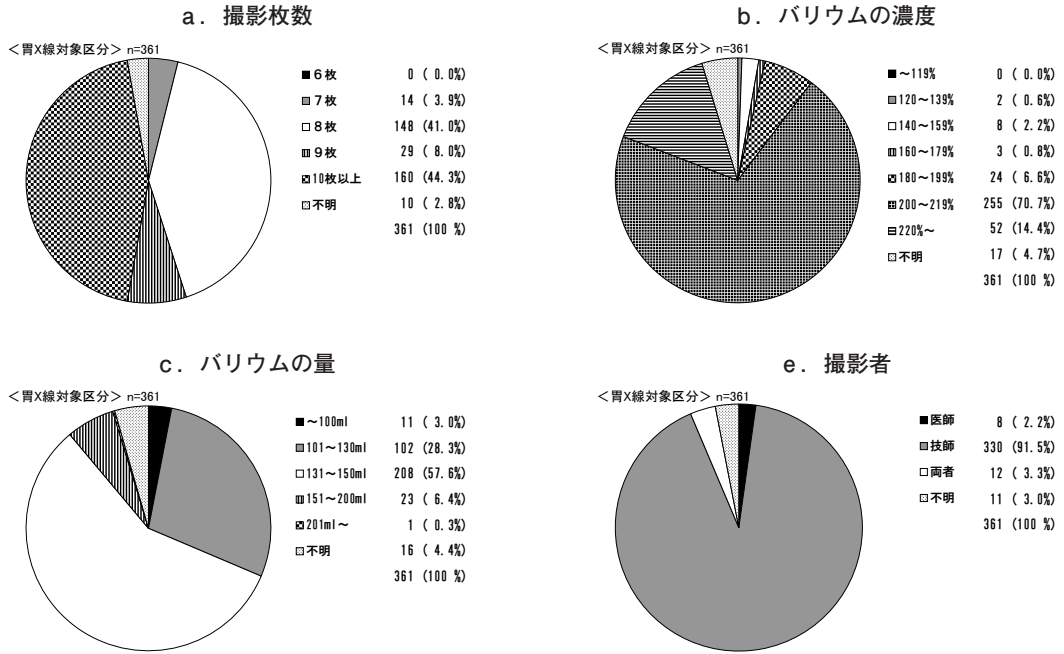 a．撮影枚数
＜胃X線対象区分＞ n=361
６枚 0 ( 0.0%)
７枚 14 ( 3.9%)
８枚 148 (41.0%)
９枚 29 ( 8.0%)
10枚以上 160 (44.3%)
不明 10 ( 2.8%)
361 (100 %)
b．バリウムの濃度
＜胃X線対象区分＞ n=361
～119% 0 ( 0.0%)
120～139% 2 ( 0.6%)
140～159% 8 ( 2.2%)
160～179% 3 ( 0.8%)
180～199% 24 ( 6.6%)
200～219% 255 (70.7%)
220%～ 52 (14.4%)
不明 17 ( 4.7%)
361 (100 %)
c．バリウムの量
＜胃X線対象区分＞ n=361
～100ml 11 ( 3.0%)
101～130ml 102 (28.3%)
131～150ml 208 (57.6%)
151～200ml 23 ( 6.4%)
201ml～ 1 ( 0.3%)
不明 16 ( 4.4%)
361 (100 %)
e．撮影者
＜胃X線対象区分＞ n=361
医師 8 ( 2.2%)
技師 330 (91.5%)
両者 12 ( 3.3%)
不明 11 ( 3.0%)
361 (100 %)